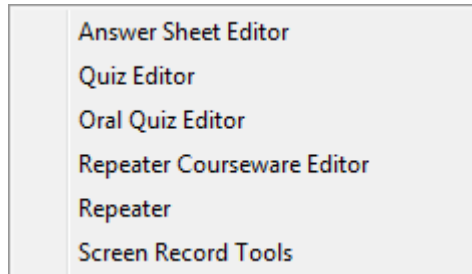 Answer Sheet Editor
Quiz Editor
Oral Quiz Editor
Repeater Courseware Editor
Repeater
Screen Record Tools